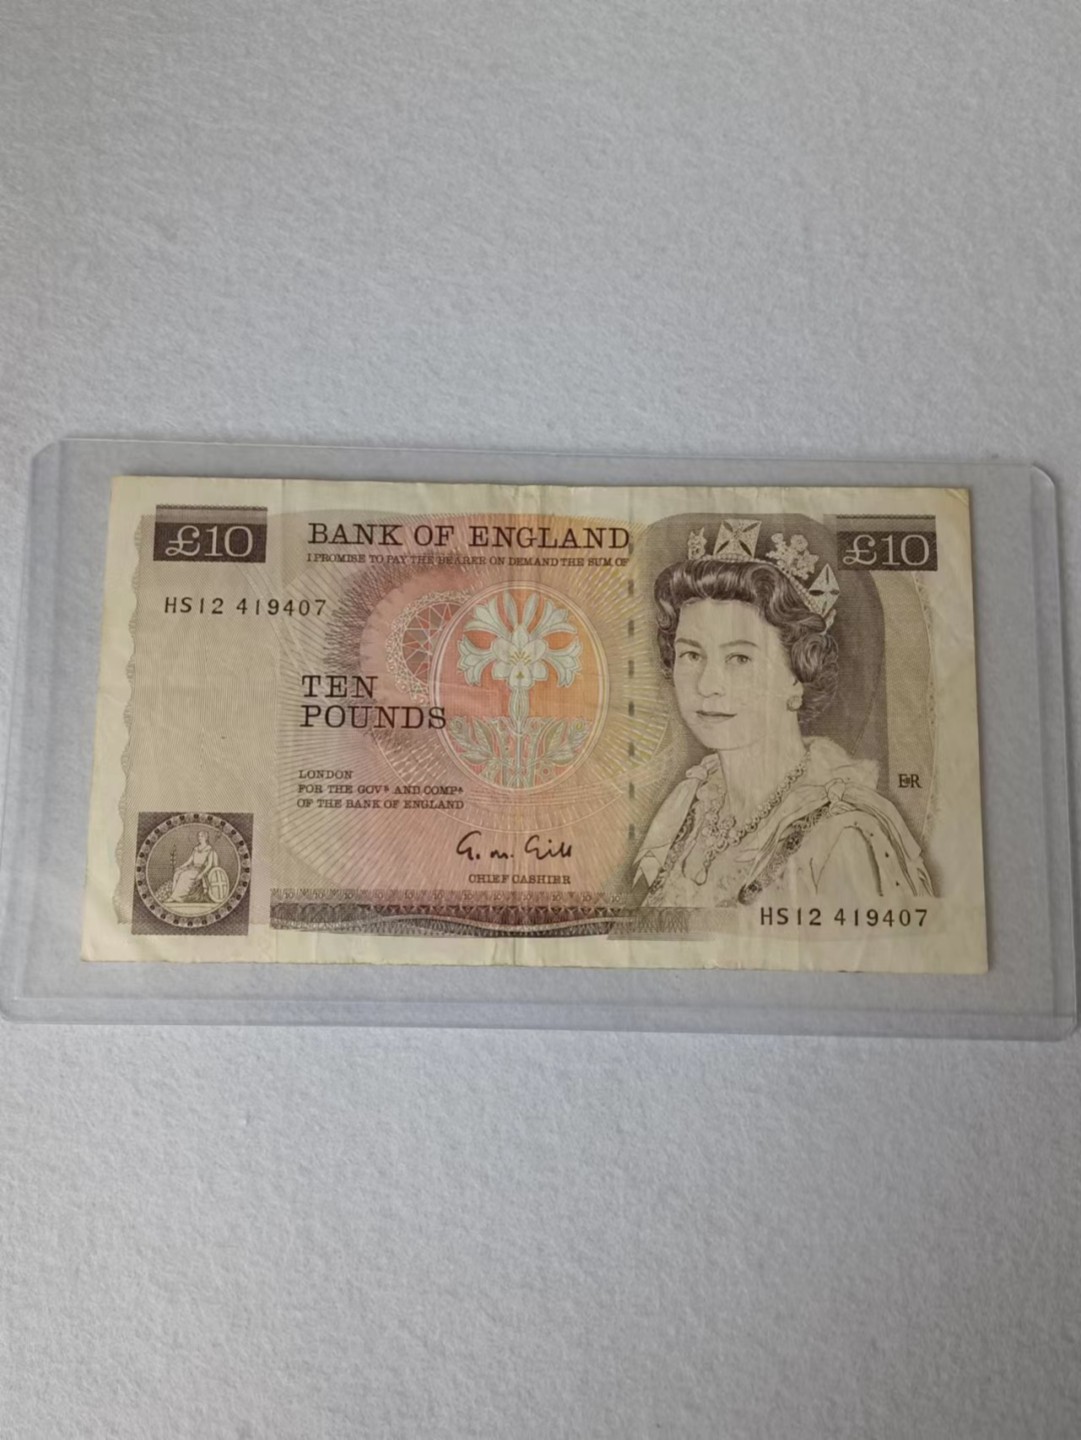 £10
BANK OF ENGLAND
£10
I PROMISE TO PAY THE BEARER ON DEMAND THE SUM OF
HS12 419407
TEN
POUNDS
LONDON
FOR THE GOVR AND COMPA
OF THE BANK OF ENGLAND
EIIR
G. M. Gill
CHIEF CASHIER
HS12 419407